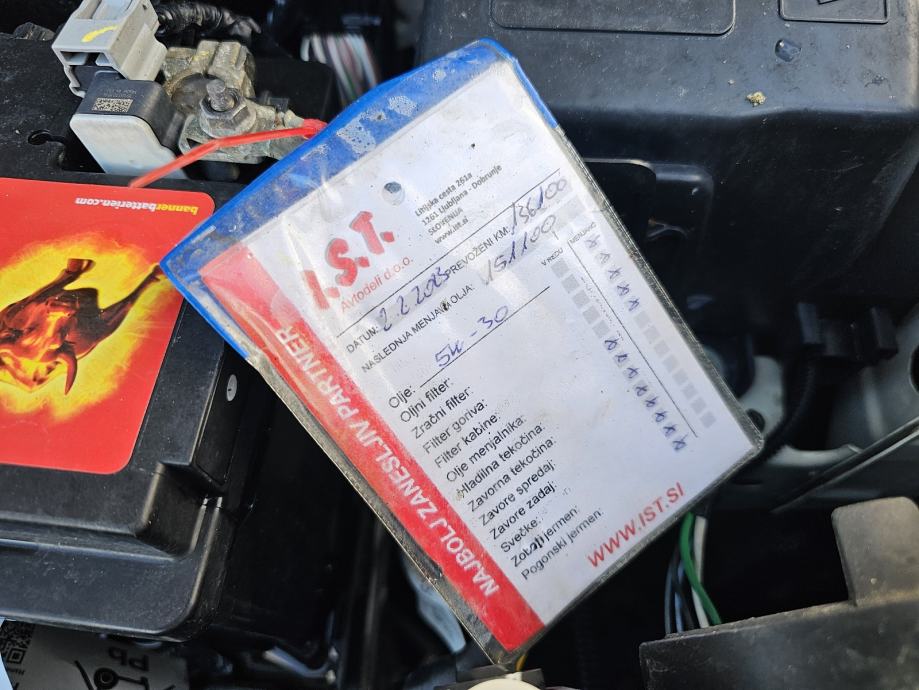 bannerbatterien.com
I.S.T.
Avtodeli d.o.o.
Litijska cesta 261a
1261 Ljubljana - Dobrunje
SLOVENIJA
www.ist.si
DATUM: 2.2.2023 PREVOŽENI KM: 136100
NASLEDNJA MENJAVA OLJA: 151100
V REDU MENJANO
Olje: 5W-30
Oljni filter:
Zračni filter:
Filter goriva:
Filter kabine:
Olje menjalnika:
Hladilna tekočina:
Zavorna tekočina:
Zavore spredaj:
Zavore zadaj:
Svečke:
Zobati jermen:
Pogonski jermen:
WWW.IST.SI
NAJBOLJ ZANESLJIV PARTNER
Pb